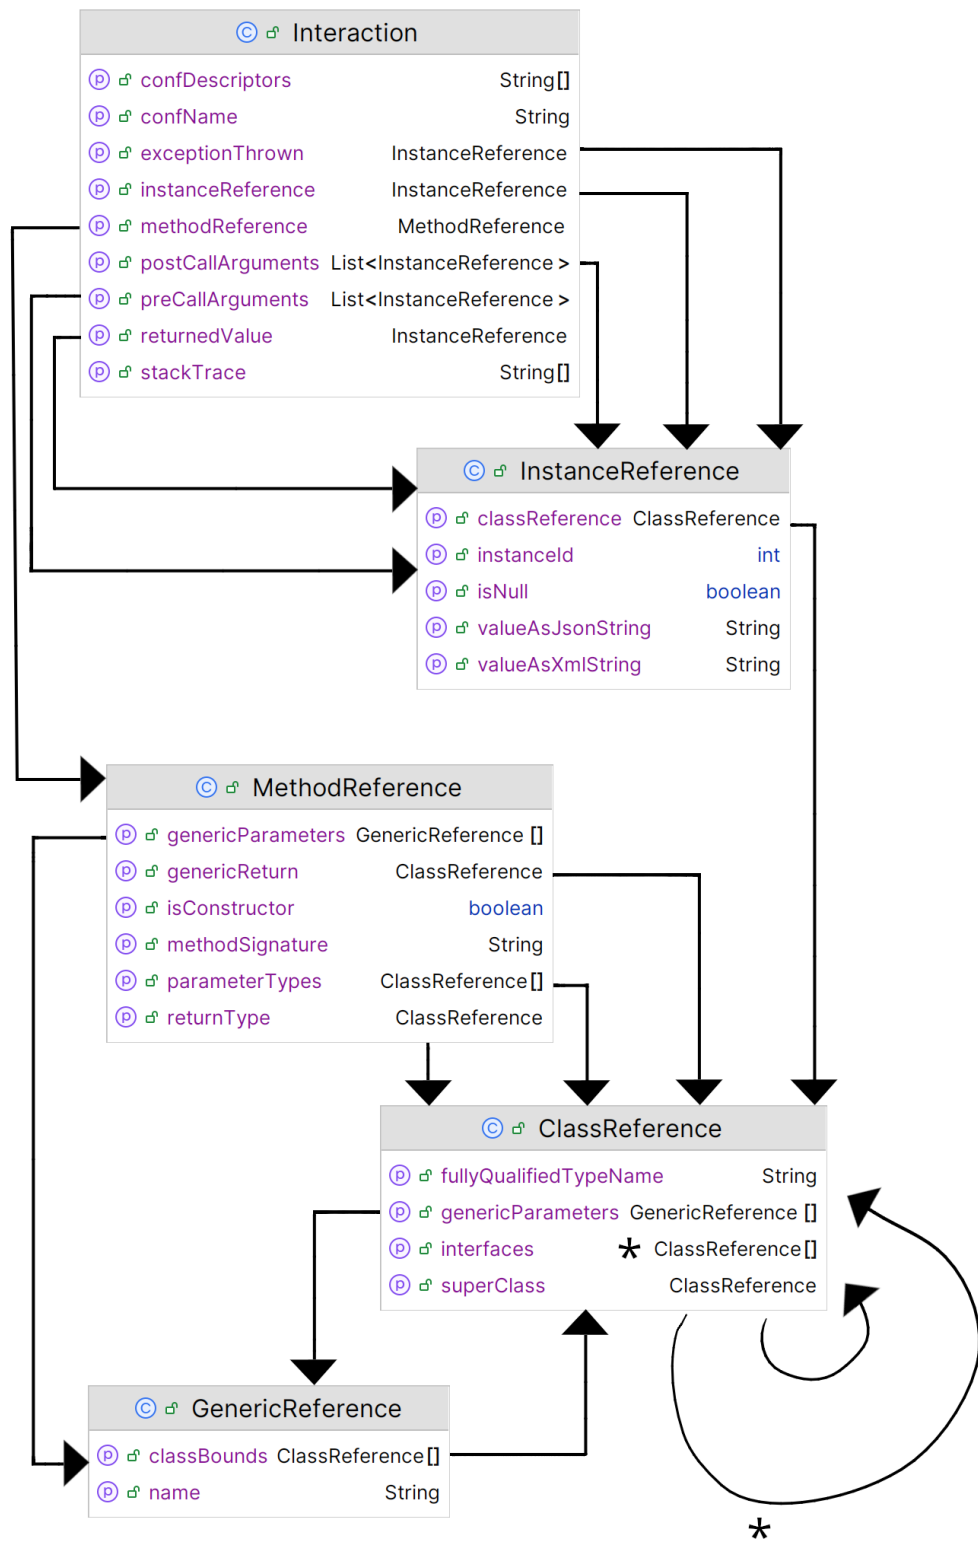 C Interaction
p confDescriptors String[]
p confName String
p exceptionThrown InstanceReference
p instanceReference InstanceReference
p methodReference MethodReference
p postCallArguments List<InstanceReference >
p preCallArguments List<InstanceReference >
p returnedValue InstanceReference
p stackTrace String[]
C InstanceReference
p classReference ClassReference
p instanceId int
p isNull boolean
p valueAsJsonString String
p valueAsXmlString String
C MethodReference
p genericParameters GenericReference []
p genericReturn ClassReference
p isConstructor boolean
p methodSignature String
p parameterTypes ClassReference[]
p returnType ClassReference
C ClassReference
p fullyQualifiedTypeName String
p genericParameters GenericReference []
p interfaces * ClassReference[]
p superClass ClassReference
C GenericReference
p classBounds ClassReference[]
p name String
*